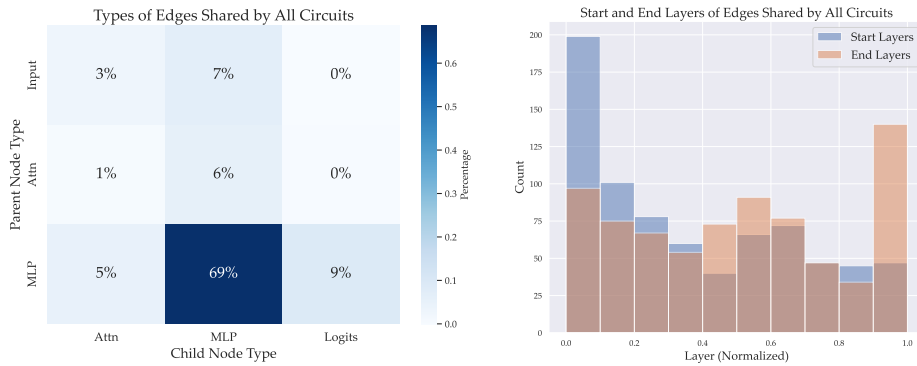 Types of Edges Shared by All Circuits
Parent Node Type
Input
Attn
MLP
3%
7%
0%
1%
6%
0%
5%
69%
9%
Attn
MLP
Logits
Child Node Type
0.6
0.5
0.4
0.3
0.2
0.1
0.0
Percentage
Start and End Layers of Edges Shared by All Circuits
Start Layers
End Layers
Count
200
175
150
125
100
75
50
25
0
0.0
0.2
0.4
0.6
0.8
1.0
Layer (Normalized)